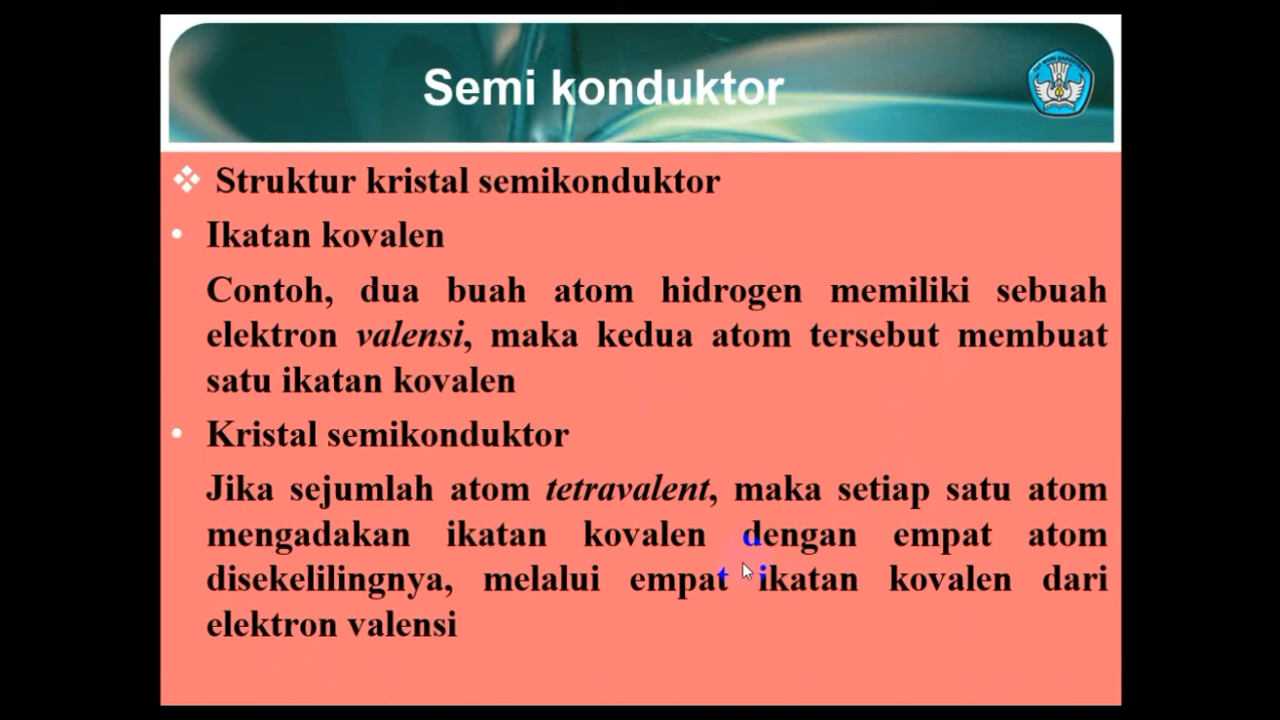 Semi konduktor
❖ Struktur kristal semikonduktor
• Ikatan kovalen
Contoh, dua buah atom hidrogen memiliki sebuah
elektron valensi, maka kedua atom tersebut membuat
satu ikatan kovalen
• Kristal semikonduktor
Jika sejumlah atom tetravalent, maka setiap satu atom
mengadakan ikatan kovalen dengan empat atom
disekelilingnya, melalui empat ikatan kovalen dari
elektron valensi